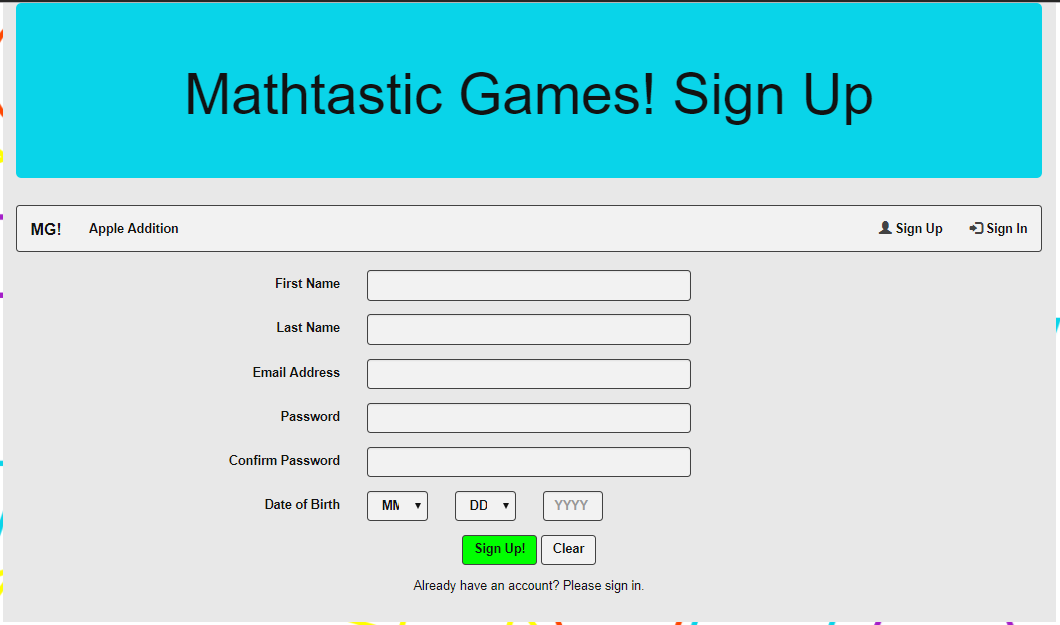 Mathtastic Games! Sign Up
MG! Apple Addition Sign Up Sign In
First Name
Last Name
Email Address
Password
Confirm Password
Date of Birth MM DD YYYY
Sign Up! Clear
Already have an account? Please sign in.